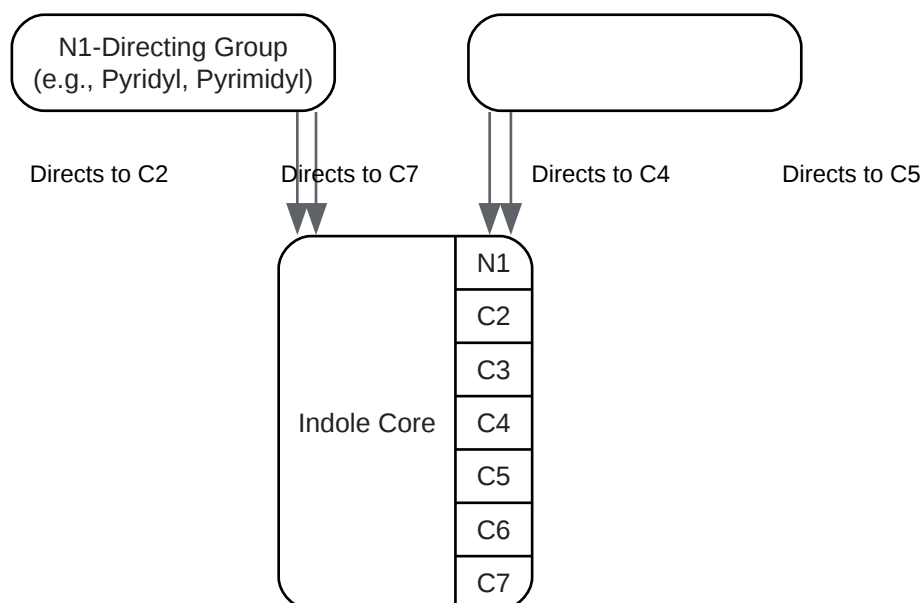 N1-Directing Group
(e.g., Pyridyl, Pyrimidyl)
Directs to C2
Directs to C7
Directs to C4
Directs to C5
Indole Core
N1
C2
C3
C4
C5
C6
C7